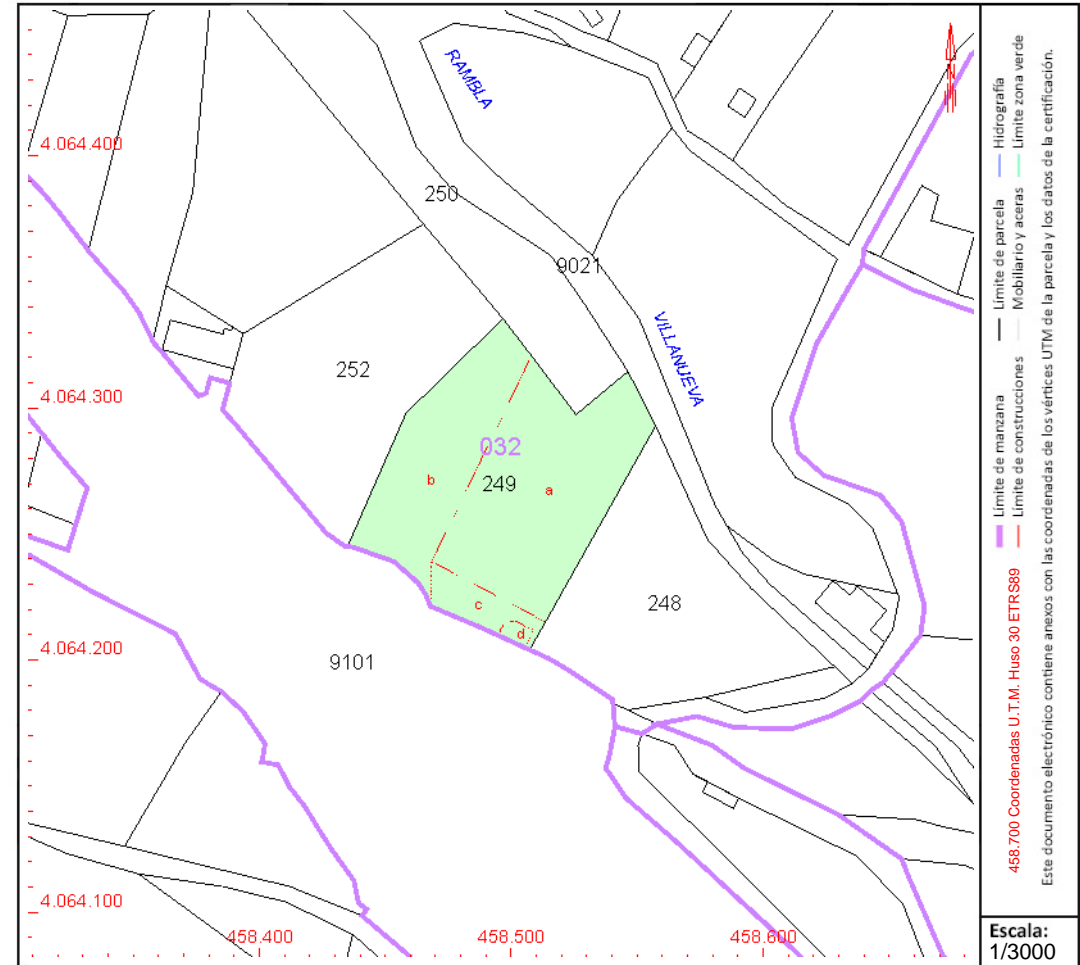 RAMBLA
4.064.400
250
9021
VILLANUEVA
252
4.064.300
032
249
b
a
c
d
248
4.064.200
9101
4.064.100
458.400
458.500
458.600
Límite de manzana
Límite de parcela
Hidrografía
Límite de construcciones
Mobiliario y aceras
Límite zona verde
458.700 Coordenadas U.T.M. Huso 30 ETRS89
Este documento electrónico contiene anexos con las coordenadas de los vértices UTM de la parcela y los datos de la certificación.
Escala:
1/3000